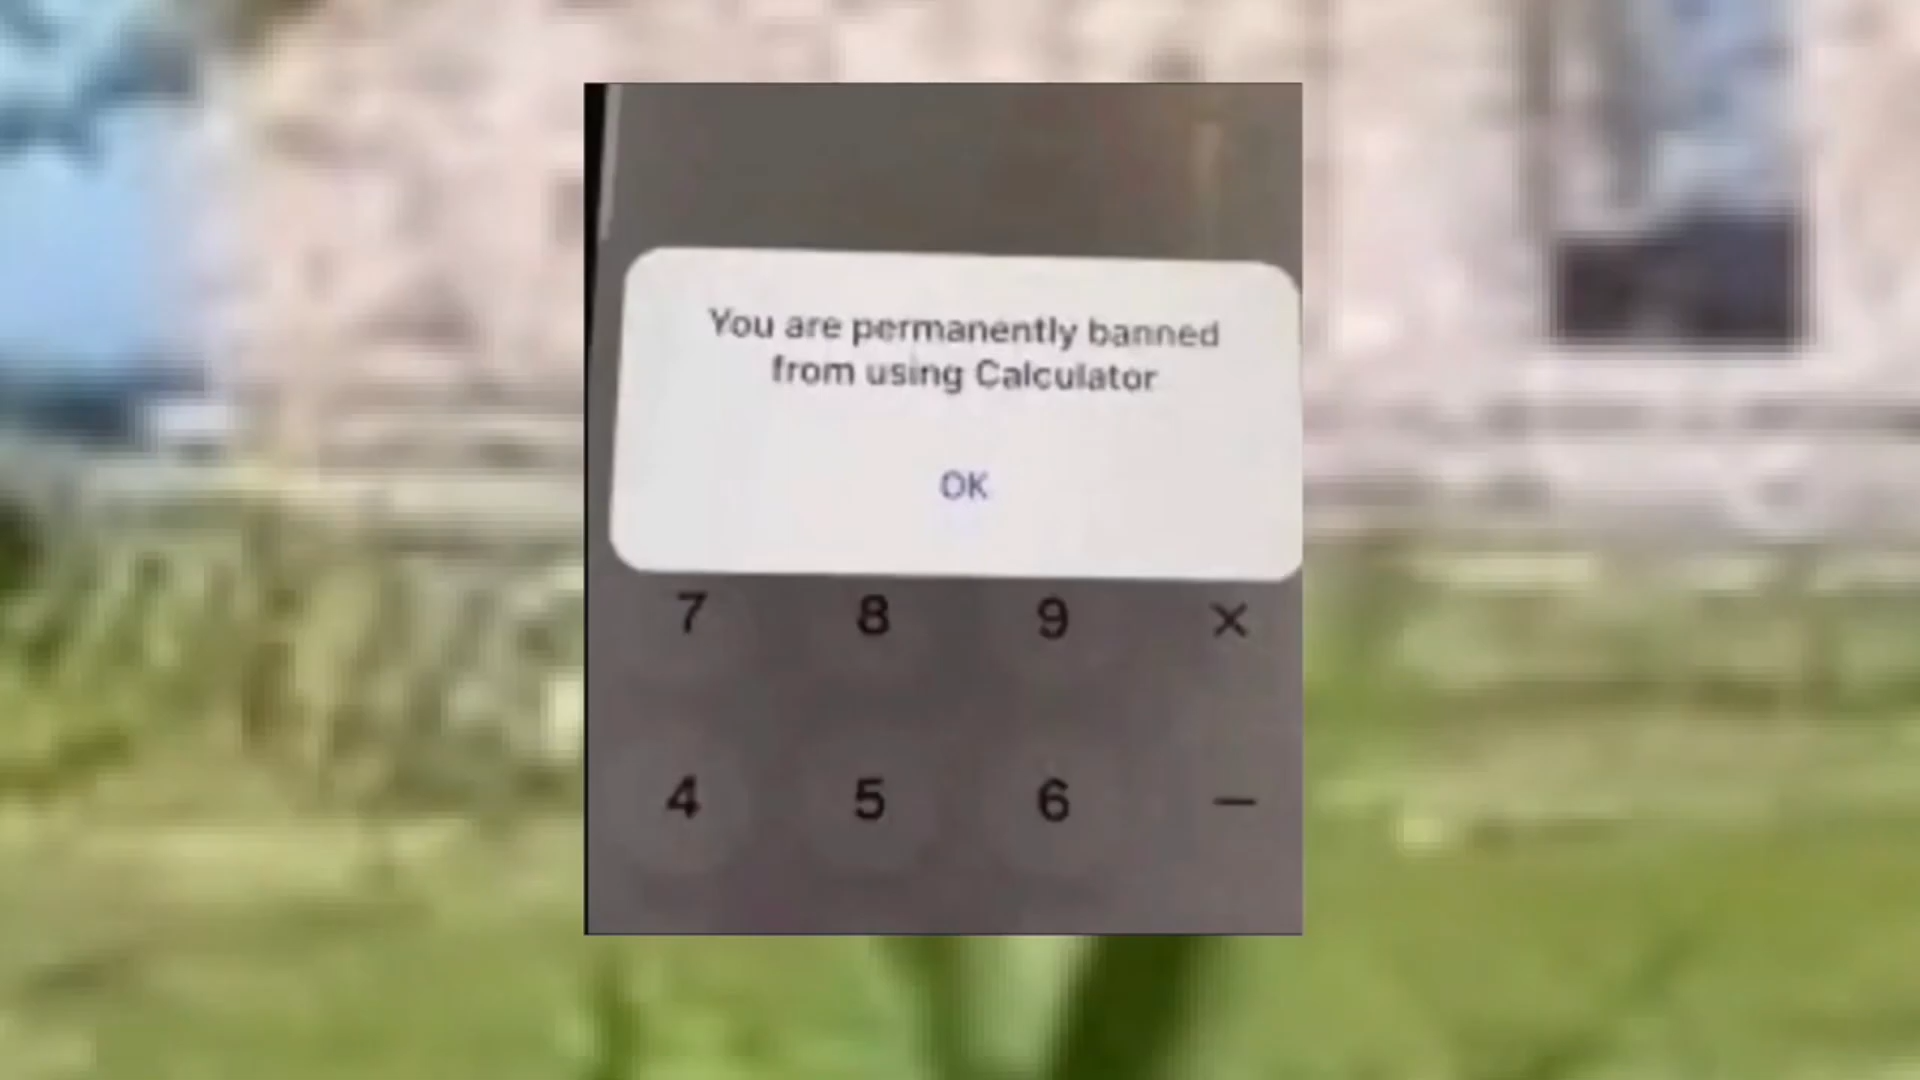 You are permanently banned
from using Calculator
OK
7 8 9 ×
4 5 6 −